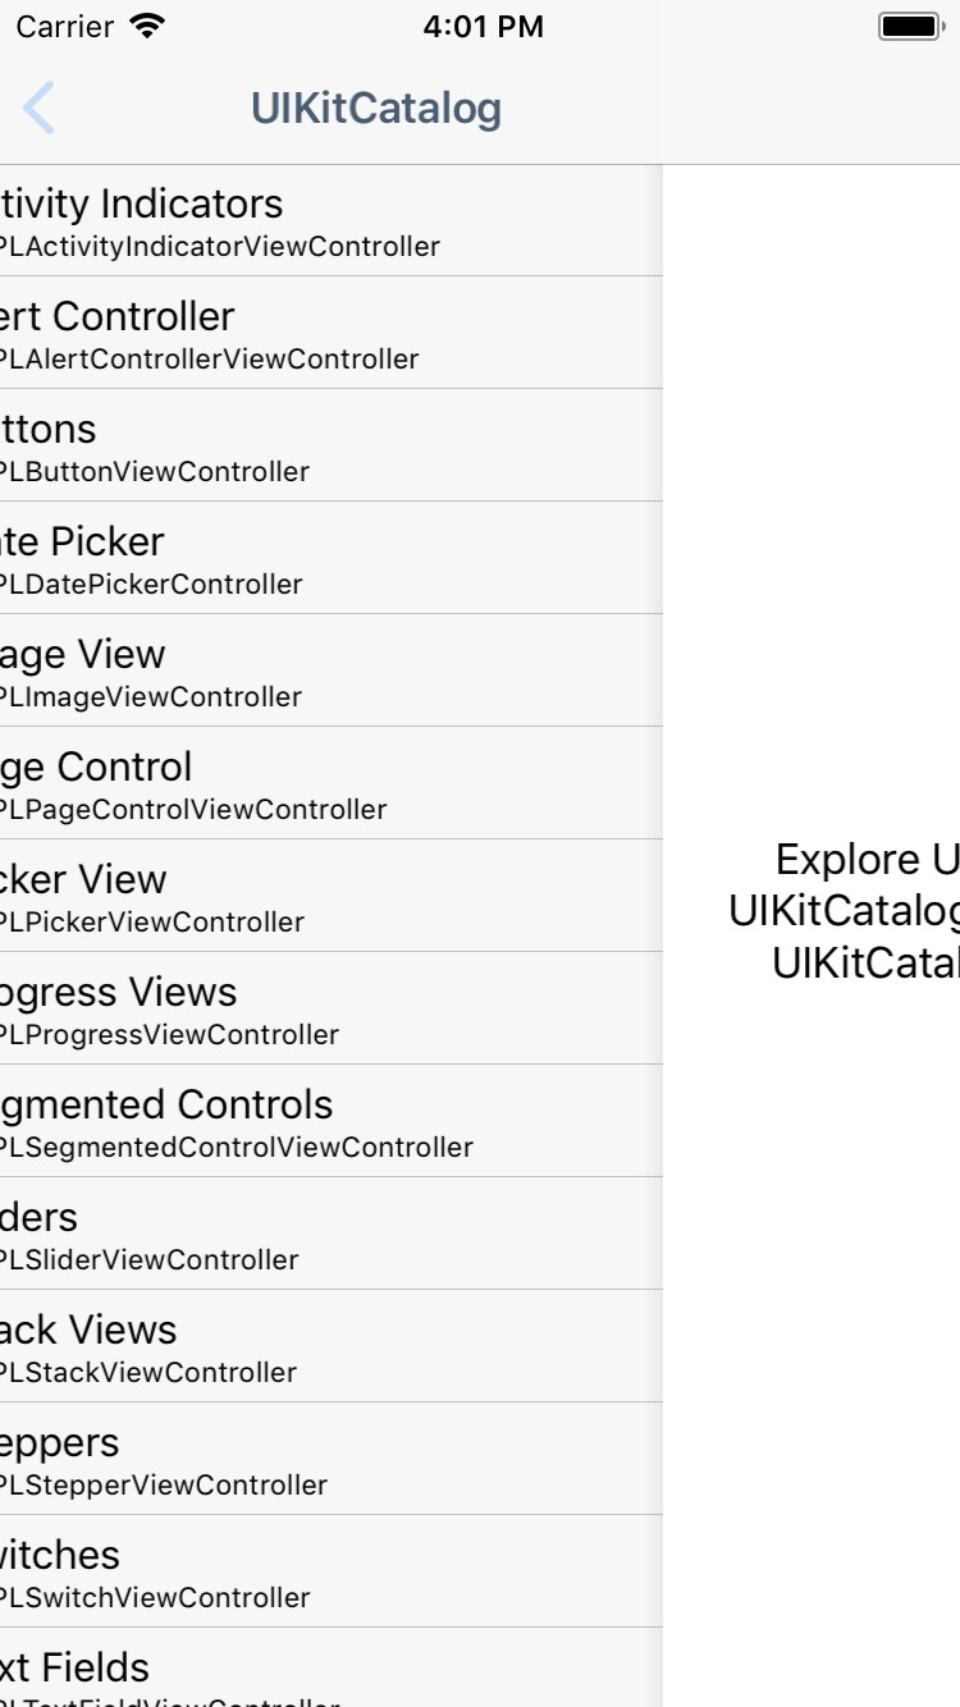 Carrier
4:01 PM
UIKitCatalog
tivity Indicators
PLActivityIndicatorViewController
ert Controller
PLAlertControllerViewController
ttons
PLButtonViewController
te Picker
PLDatePickerController
age View
PLImageViewController
ge Control
PLPageControlViewController
cker View
PLPickerViewController
ogress Views
PLProgressViewController
gmented Controls
PLSegmentedControlViewController
ders
PLSliderViewController
ack Views
PLStackViewController
eppers
PLStepperViewController
vitches
PLSwitchViewController
xt Fields
PLTextFieldViewController
Explore U
UIKitCatalog
UIKitCatal